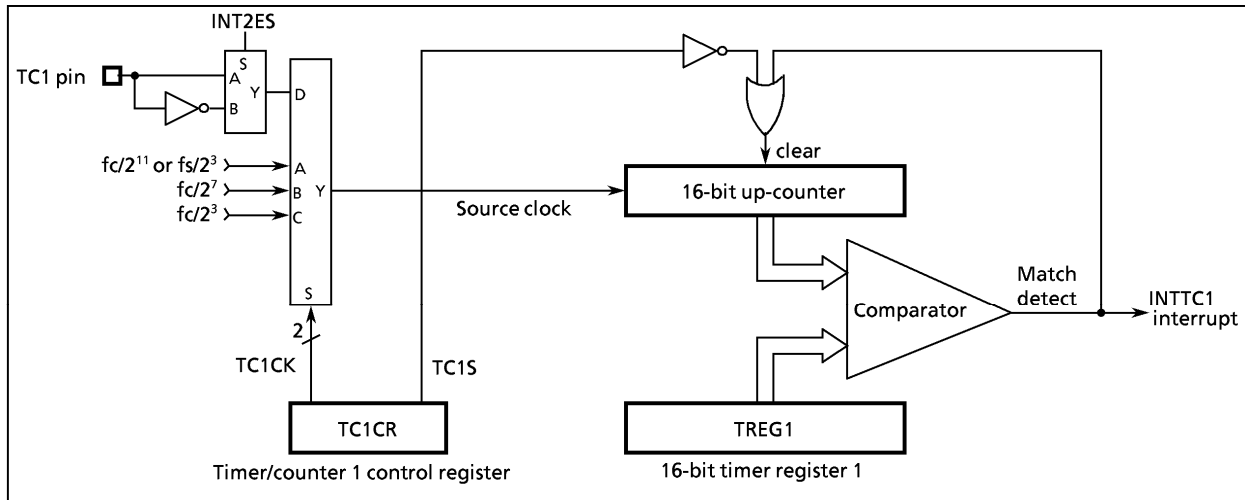 INT2ES
TC1 pin
S
A
Y
B
D
fc/2¹¹ or fs/2³
A
fc/2⁷
B
Y
fc/2³
C
S
2
TC1CK
TC1S
Source clock
clear
16-bit up-counter
Comparator
Match
detect
INTTC1
interrupt
TC1CR
Timer/counter 1 control register
TREG1
16-bit timer register 1